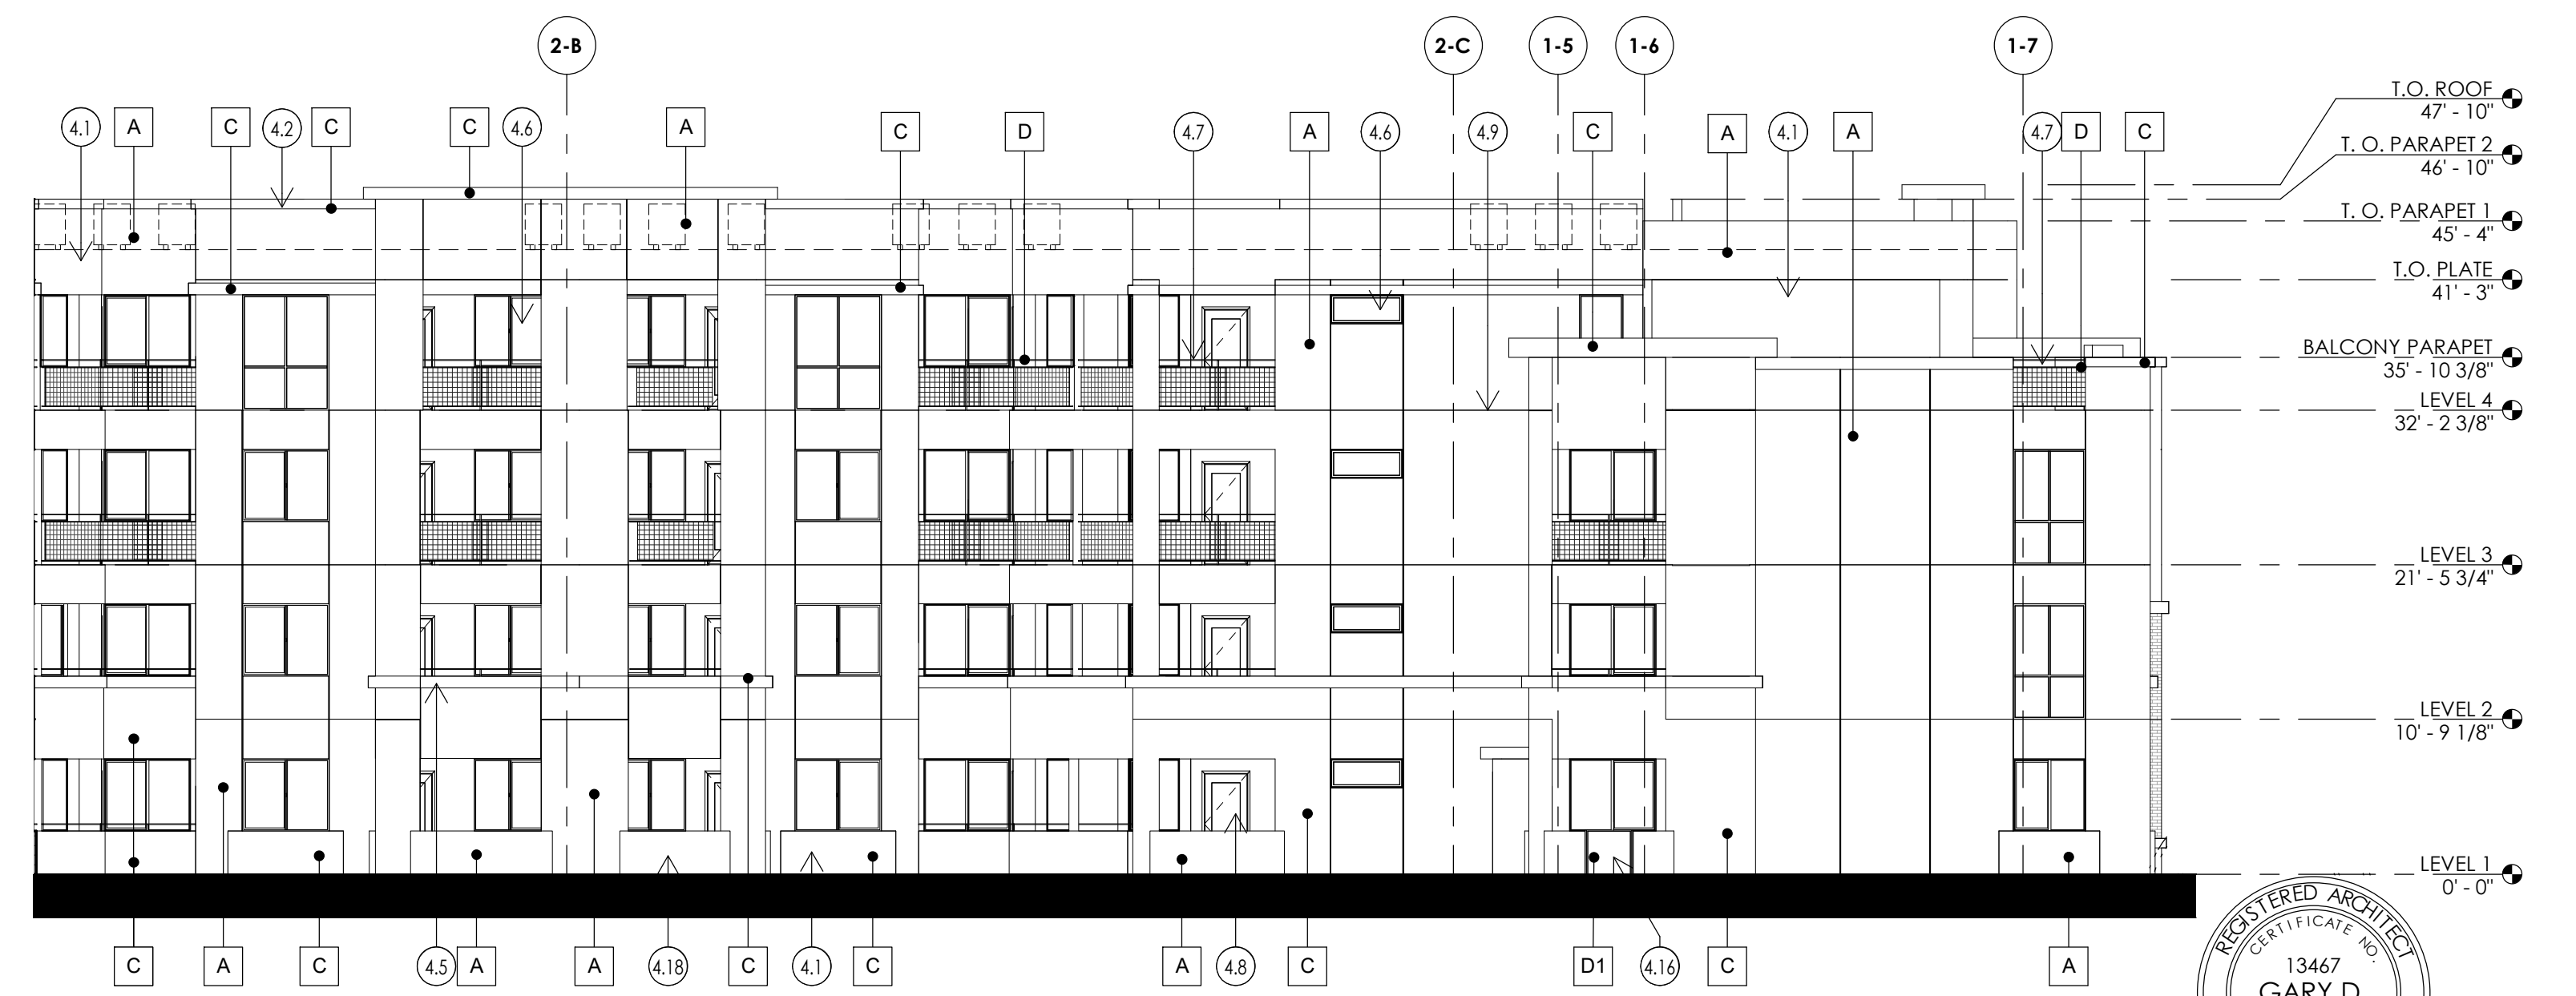 2-B
2-C
1-5
1-6
1-7
4.1
A
C
4.2
C
C
4.6
A
C
D
4.7
A
4.6
4.9
C
A
4.1
A
4.7
D
C
T.O. ROOF
47' - 10"
T. O. PARAPET 2
46' - 10"
T. O. PARAPET 1
45' - 4"
T.O. PLATE
41' - 3"
BALCONY PARAPET
35' - 10 3/8"
LEVEL 4
32' - 2 3/8"
LEVEL 3
21' - 5 3/4"
LEVEL 2
10' - 9 1/8"
LEVEL 1
0' - 0"
C
A
C
4.5
A
A
4.18
C
4.1
C
A
4.8
C
D1
4.16
C
A
REGISTERED ARCHITECT
CERTIFICATE NO.
13467
GARY D.